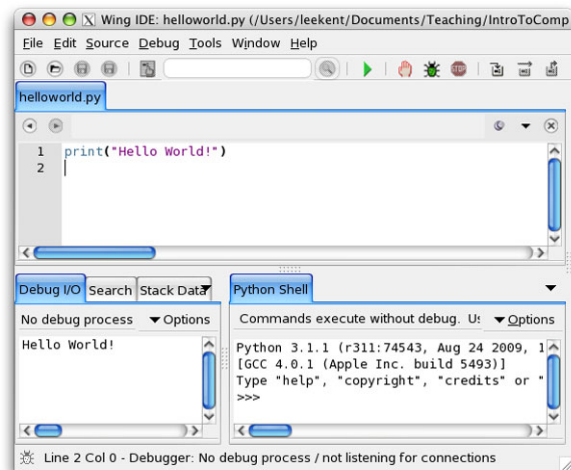 Wing IDE: helloworld.py (/Users/leekent/Documents/Teaching/IntroToComp
File Edit Source Debug Tools Window Help
helloworld.py
1 print("Hello World!")
2
Debug I/O Search Stack Data Python Shell
No debug process Options
Commands execute without debug. Options
Hello World!
Python 3.1.1 (r311:74543, Aug 24 2009, 1
[GCC 4.0.1 (Apple Inc. build 5493)]
Type "help", "copyright", "credits" or "
>>>
Line 2 Col 0 - Debugger: No debug process / not listening for connections